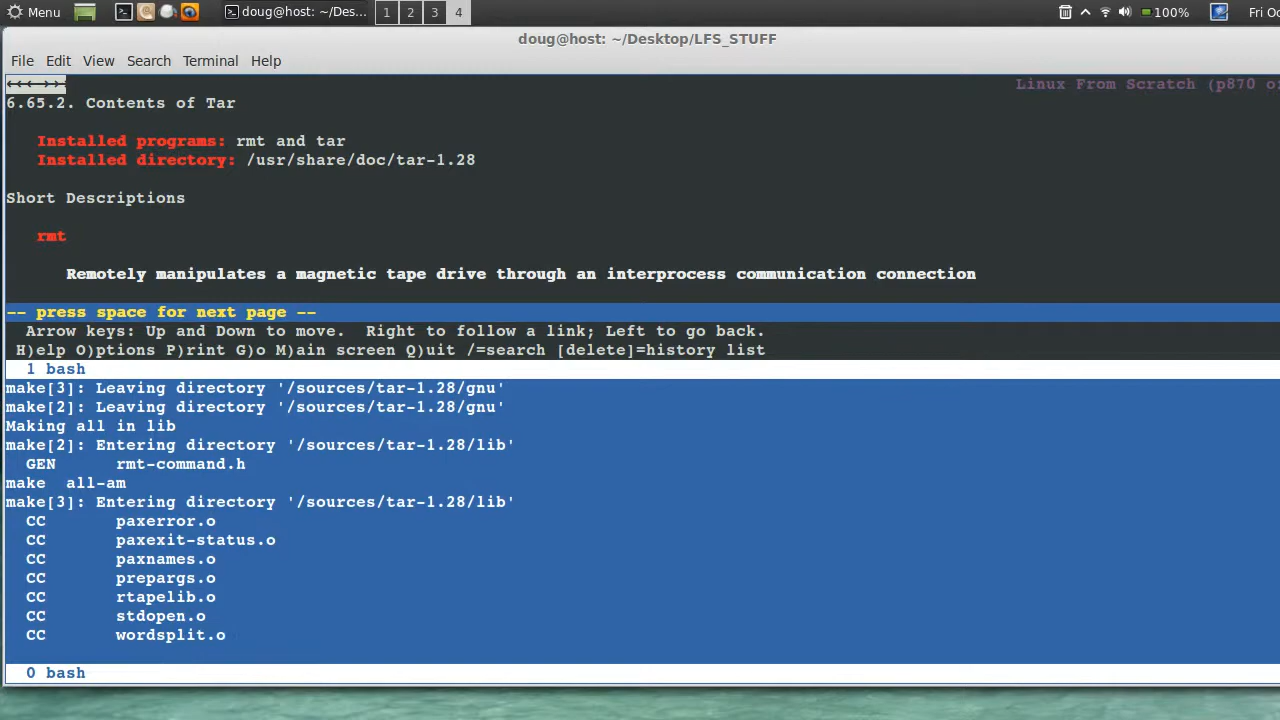 Menu
doug@host: ~/Des...
1 2 3 4
100%
Fri Oc
doug@host: ~/Desktop/LFS_STUFF
File Edit View Search Terminal Help
Linux From Scratch (p870 o
6.65.2. Contents of Tar
Installed programs: rmt and tar
Installed directory: /usr/share/doc/tar-1.28
Short Descriptions
rmt
Remotely manipulates a magnetic tape drive through an interprocess communication connection
-- press space for next page --
Arrow keys: Up and Down to move.  Right to follow a link; Left to go back.
H)elp O)ptions P)rint G)o M)ain screen Q)uit /=search [delete]=history list
1 bash
make[3]: Leaving directory '/sources/tar-1.28/gnu'
make[2]: Leaving directory '/sources/tar-1.28/gnu'
Making all in lib
make[2]: Entering directory '/sources/tar-1.28/lib'
GEN      rmt-command.h
make  all-am
make[3]: Entering directory '/sources/tar-1.28/lib'
CC       paxerror.o
CC       paxexit-status.o
CC       paxnames.o
CC       prepargs.o
CC       rtapelib.o
CC       stdopen.o
CC       wordsplit.o
0 bash